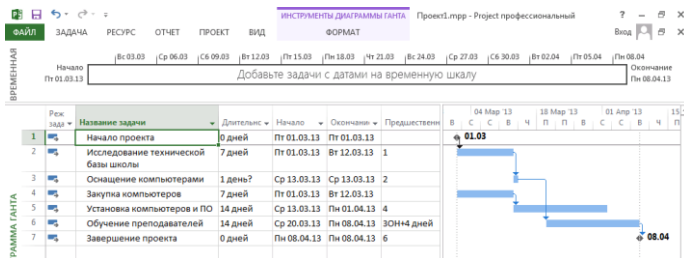 ИНСТРУМЕНТЫ ДИАГРАММЫ ГАНТА Проект1.mpp - Project профессиональный
ФАЙЛ ЗАДАЧА РЕСУРС ОТЧЕТ ПРОЕКТ ВИД ФОРМАТ Вход
Вс 03.03 Ср 06.03 Сб 09.03 Вт 12.03 Пт 15.03 Пн 18.03 Чт 21.03 Вс 24.03 Ср 27.03 Сб 30.03 Вт 02.04 Пт 05.04 Пн 08.04
ВРЕМЕННАЯ
Начало
Пт 01.03.13
Добавьте задачи с датами на временную шкалу
Окончание
Пн 08.04.13
Реж зада Название задачи Длительнс Начало Окончани Предшественн
04 Мар '13 18 Мар '13 01 Апр '13 15
В С С В Ч П П В С С В Ч П
1 Начало проекта 0 дней Пт 01.03.13 Пт 01.03.13
01.03
2 Исследование технической базы школы 7 дней Пт 01.03.13 Вт 12.03.13 1
3 Оснащение компьютерами 1 день? Ср 13.03.13 Ср 13.03.13 2
4 Закупка компьютеров 7 дней Пт 01.03.13 Вт 12.03.13
5 Установка компьютеров и ПО 14 дней Ср 13.03.13 Пн 01.04.13 4
6 Обучение преподавателей 14 дней Ср 20.03.13 Пн 08.04.13 3ОН+4 дней
7 Завершение проекта 0 дней Пн 08.04.13 Пн 08.04.13 6
08.04
РАММА ГАНТА